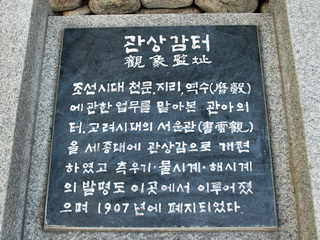 관상감터
觀象監址
조선시대 천문,지리,역수(曆數)
에 관한 업무를 맡아본 관아의
터.고려시대의 서운관(書雲觀)
을 세종대에 관상감으로 개편
하였고 측우기·물시계·해시계
의 발명도 이곳에서 이루어졌
으며 1907년에 폐지되었다.